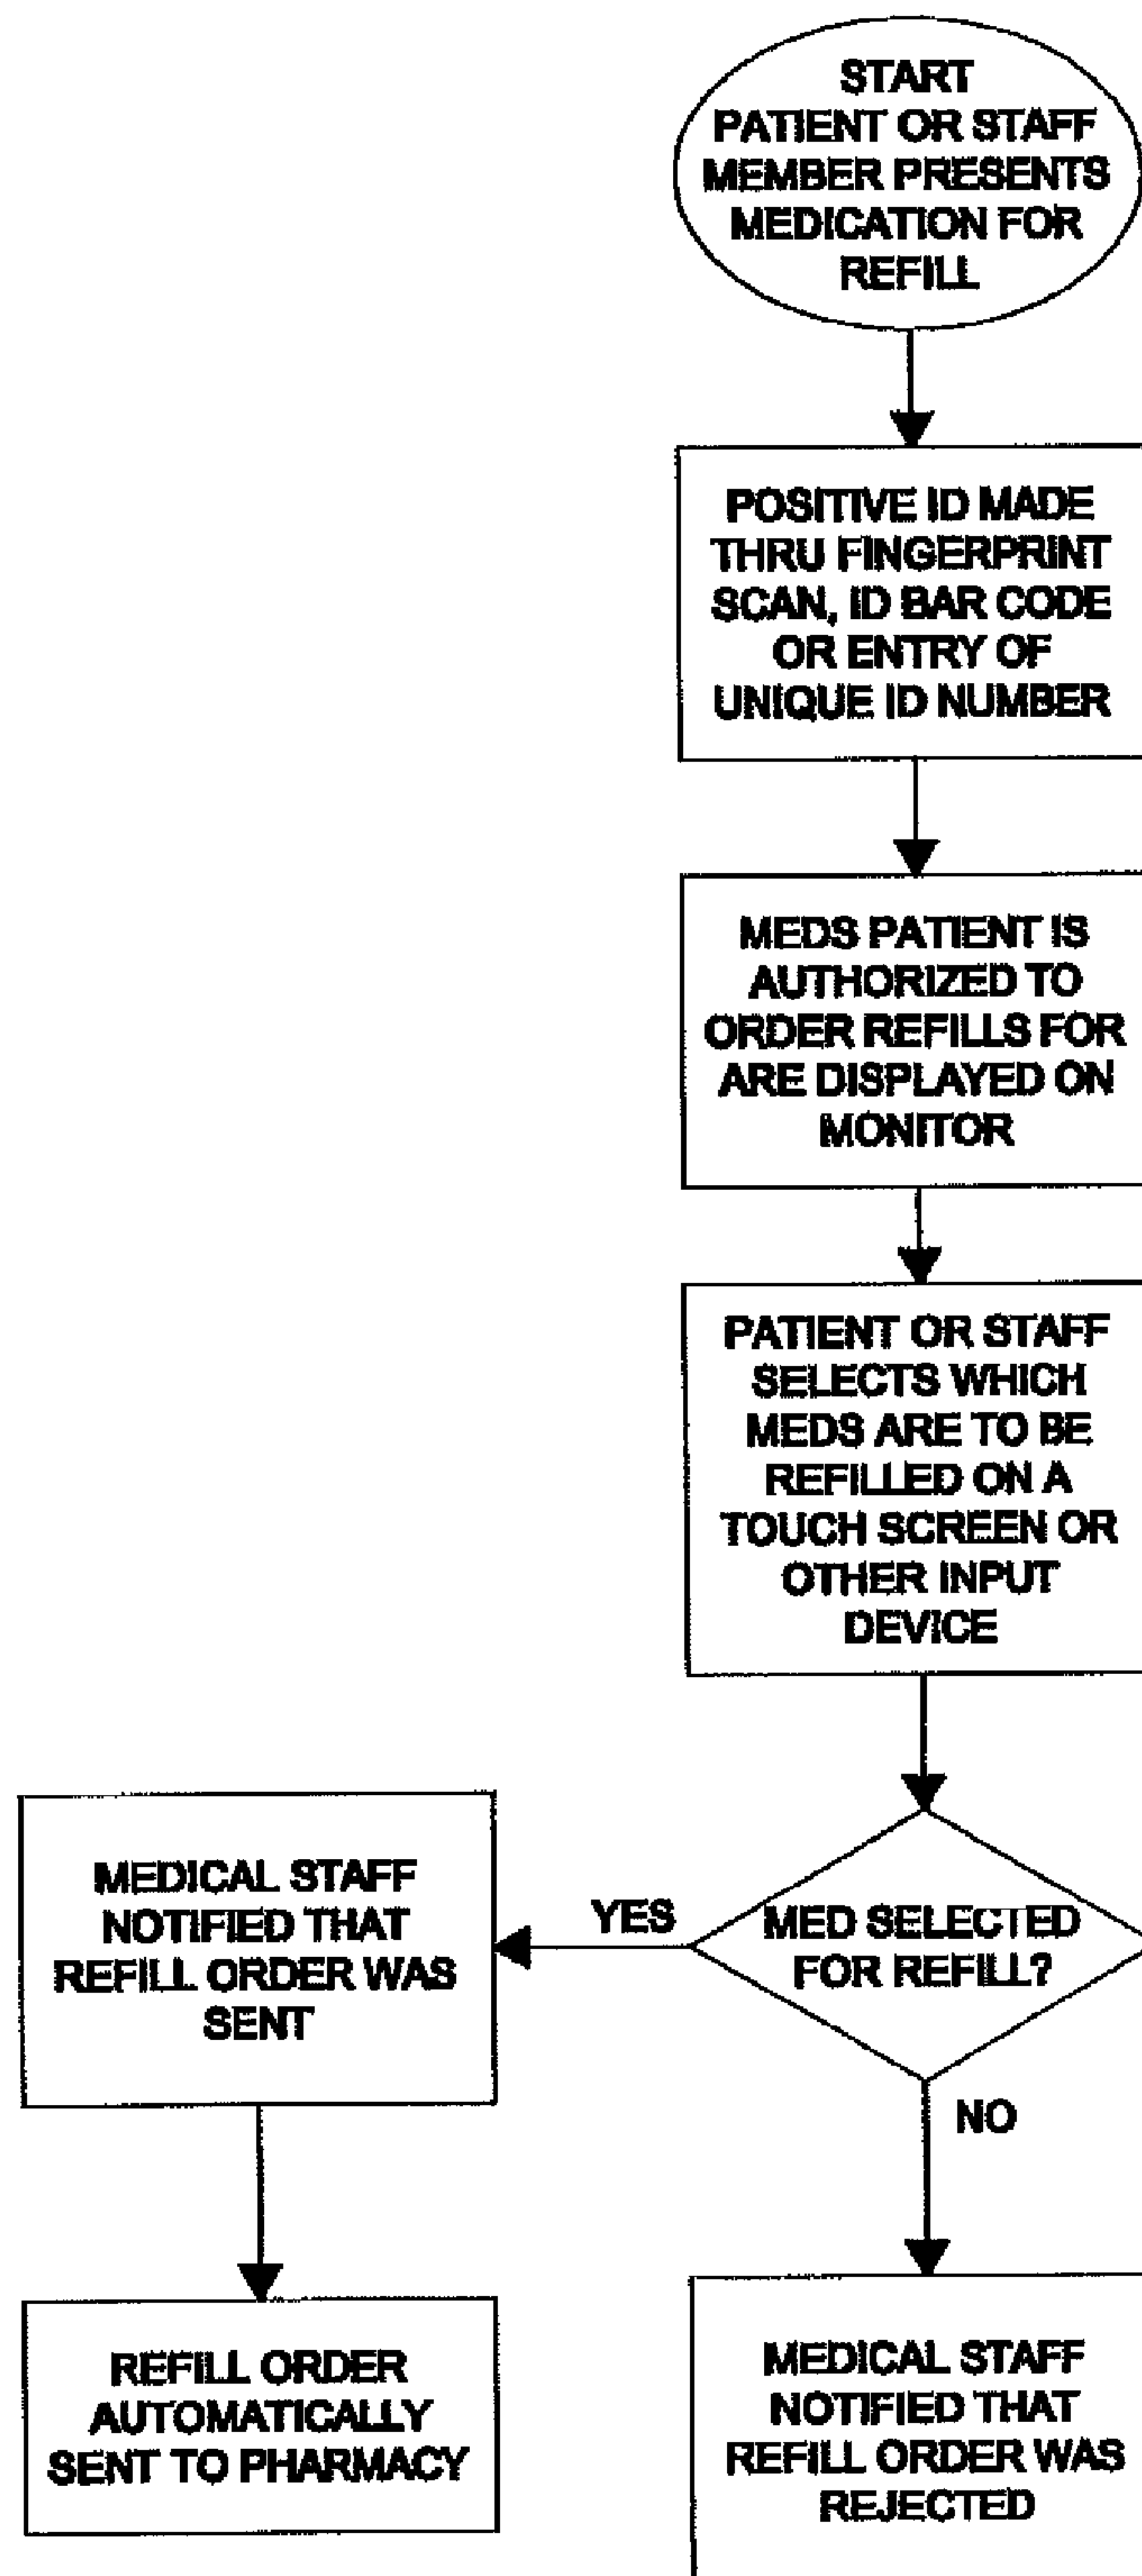 START
PATIENT OR STAFF
MEMBER PRESENTS
MEDICATION FOR
REFILL
POSITIVE ID MADE
THRU FINGERPRINT
SCAN, ID BAR CODE
OR ENTRY OF
UNIQUE ID NUMBER
MEDS PATIENT IS
AUTHORIZED TO
ORDER REFILLS FOR
ARE DISPLAYED ON
MONITOR
PATIENT OR STAFF
SELECTS WHICH
MEDS ARE TO BE
REFILLED ON A
TOUCH SCREEN OR
OTHER INPUT
DEVICE
MED SELECTED
FOR REFILL?
YES
NO
MEDICAL STAFF
NOTIFIED THAT
REFILL ORDER WAS
SENT
REFILL ORDER
AUTOMATICALLY
SENT TO PHARMACY
MEDICAL STAFF
NOTIFIED THAT
REFILL ORDER WAS
REJECTED